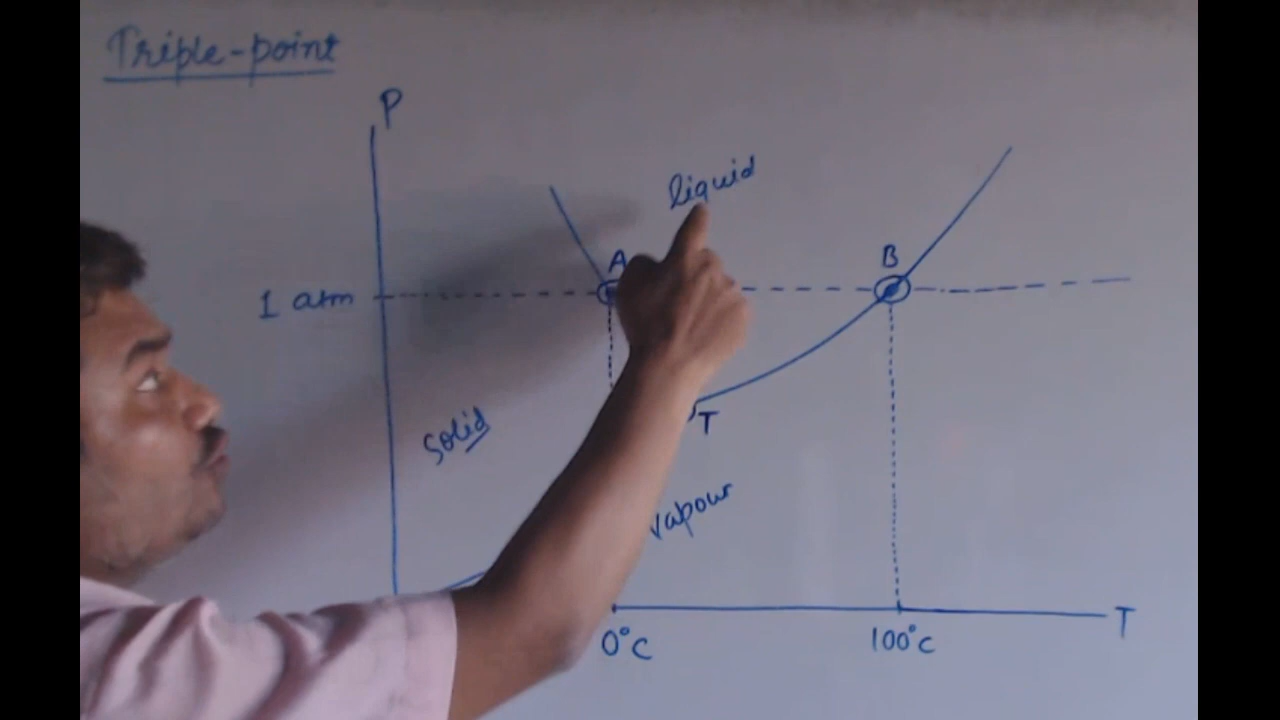 Triple-point
P
liquid
A
B
1 atm
T
solid
vapour
T
0°C
100°C